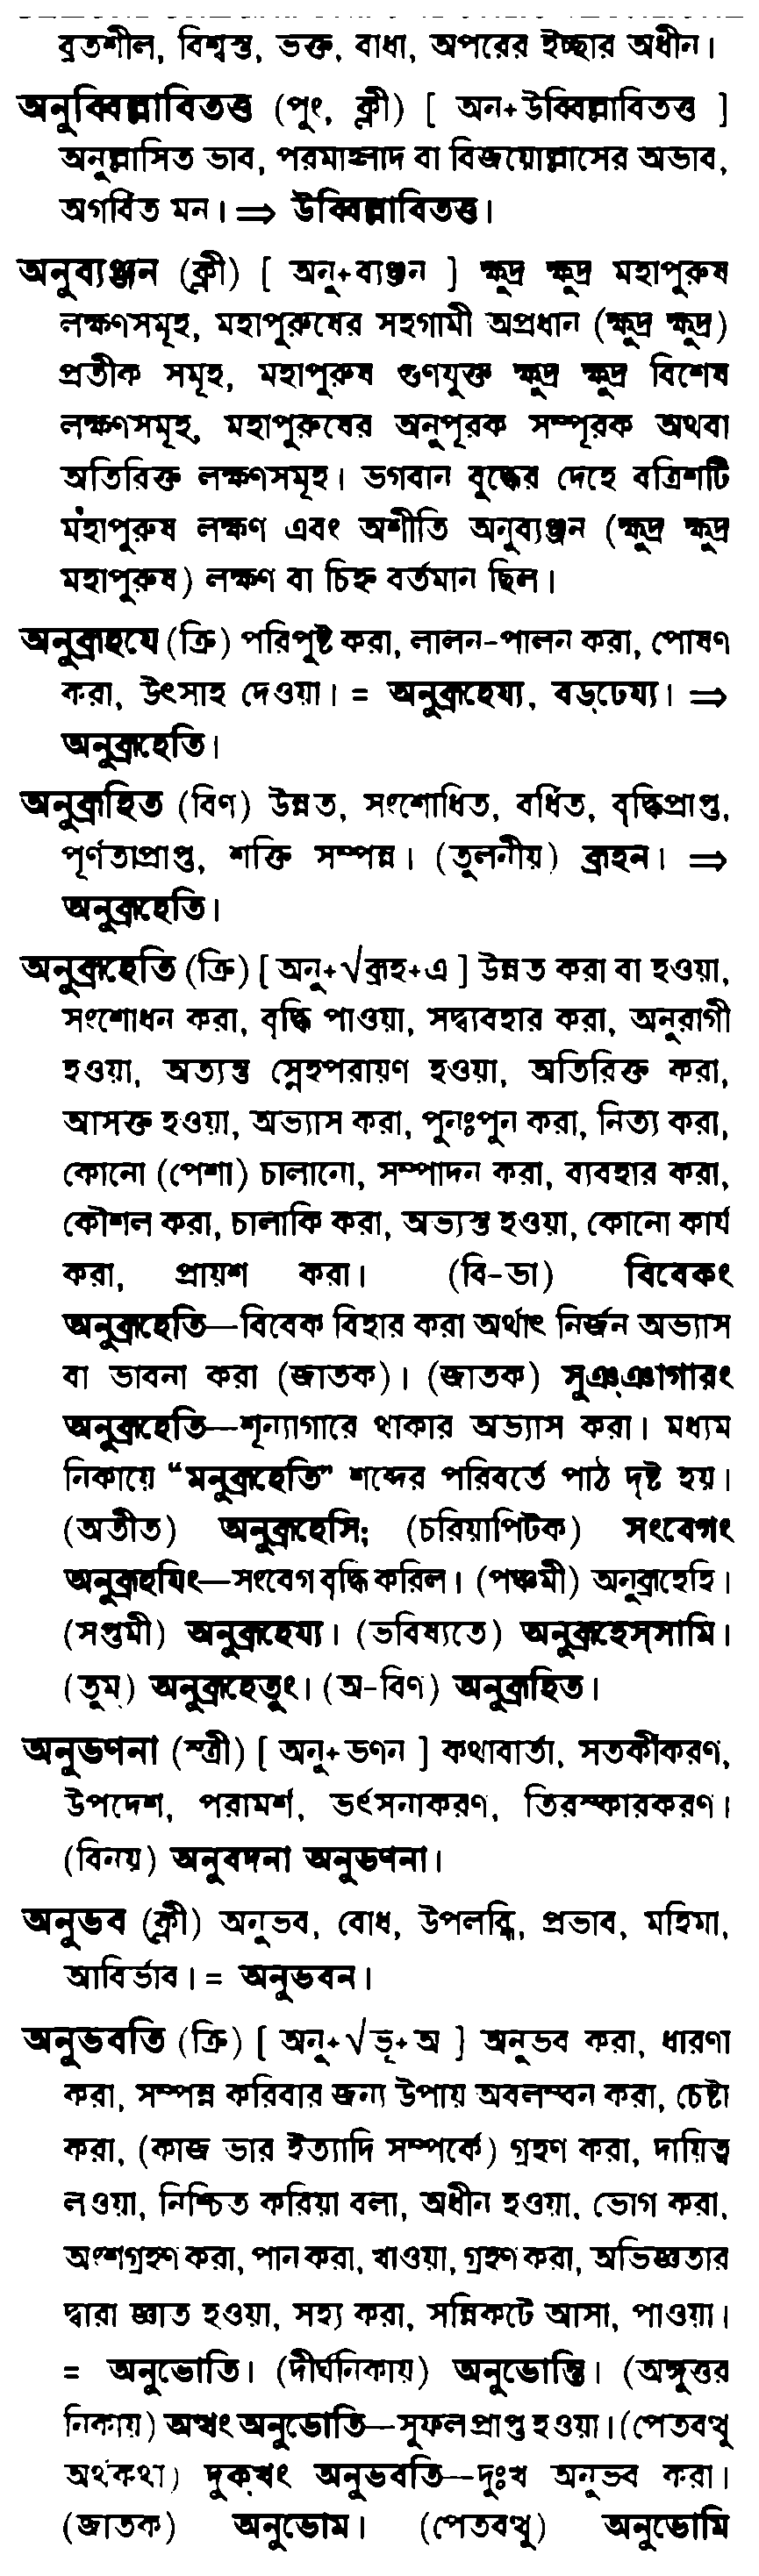 ব্রতশীল, বিশ্বস্ত, ভক্ত, বাধা, অপরের ইচ্ছার অধীন।
অনুব্বিল্লাবিতত্ত (পুং, ক্লী) [ অন+উব্বিল্লাবিতত্ত ]
অনুল্লাসিত ভাব, পরমাহ্লাদ বা বিজয়োল্লাসের অভাব,
অগর্বিত মন। ⇒ উব্বিল্লাবিতত্ত।
অনুব্যঞ্জন (ক্লী) [ অনু+ব্যঞ্জন ] ক্ষুদ্র ক্ষুদ্র মহাপুরুষ
লক্ষণসমূহ, মহাপুরুষের সহগামী অপ্রধান (ক্ষুদ্র ক্ষুদ্র)
প্রতীক সমূহ, মহাপুরুষ গুণযুক্ত ক্ষুদ্র ক্ষুদ্র বিশেষ
লক্ষণসমূহ, মহাপুরুষের অনুপূরক সম্পূরক অথবা
অতিরিক্ত লক্ষণসমূহ। ভগবান বুদ্ধের দেহে বত্রিশটি
মহাপুরুষ লক্ষণ এবং অশীতি অনুব্যঞ্জন (ক্ষুদ্র ক্ষুদ্র
মহাপুরুষ) লক্ষণ বা চিহ্ন বর্তমান ছিল।
অনুব্রূহযে (ক্রি) পরিপুষ্ট করা, লালন-পালন করা, পোষণ
করা, উৎসাহ দেওয়া। = অনুব্রূহেয্য, বড্ঢেয্য। ⇒
অনুব্রূহেতি।
অনুব্রূহিত (বিণ) উন্নত, সংশোধিত, বর্ধিত, বৃদ্ধিপ্রাপ্ত,
পূর্ণতাপ্রাপ্ত, শক্তি সম্পন্ন। (তুলনীয়) ব্রূহন। ⇒
অনুব্রূহেতি।
অনুব্রূহেতি (ক্রি) [ অনু+√ব্রূহ+এ ] উন্নত করা বা হওয়া,
সংশোধন করা, বৃদ্ধি পাওয়া, সদ্ব্যবহার করা, অনুরাগী
হওয়া, অত্যন্ত স্নেহপরায়ণ হওয়া, অতিরিক্ত করা,
আসক্ত হওয়া, অভ্যাস করা, পুনঃপুন করা, নিত্য করা,
কোনো (পেশা) চালানো, সম্পাদন করা, ব্যবহার করা,
কৌশল করা, চালাকি করা, অভ্যস্ত হওয়া, কোনো কার্য
করা, প্রায়শ করা। (বি-ডা) বিবেকং
অনুব্রূহেতি—বিবেক বিহার করা অর্থাৎ নির্জন অভ্যাস
বা ভাবনা করা (জাতক)। (জাতক) সুঞ্ঞাগারং
অনুব্রূহেতি—শূন্যাগারে থাকার অভ্যাস করা। মধ্যম
নিকায়ে “মনুব্রূহেতি” শব্দের পরিবর্তে পাঠ দৃষ্ট হয়।
(অতীত) অনুব্রূহেসি; (চরিয়াপিটক) সংবেগং
অনুব্রূহযিং—সংবেগ বৃদ্ধি করিল। (পঞ্চমী) অনুব্রূহেহি।
(সপ্তমী) অনুব্রূহেয্য। (ভবিষ্যতে) অনুব্রূহেস্সামি।
(তুম্) অনুব্রূহেতুং। (অ-বিণ) অনুব্রূহিত।
অনুভণনা (স্ত্রী) [ অনু+ভণন ] কথাবার্তা, সতর্কীকরণ,
উপদেশ, পরামর্শ, ভর্ৎসনাকরণ, তিরস্কারকরণ।
(বিনয়) অনুবদনা অনুভণনা।
অনুভব (ক্লী) অনুভব, বোধ, উপলব্ধি, প্রভাব, মহিমা,
আবির্ভাব। = অনুভবন।
অনুভবতি (ক্রি) [ অনু+√ভূ+অ ] অনুভব করা, ধারণা
করা, সম্পন্ন করিবার জন্য উপায় অবলম্বন করা, চেষ্টা
করা, (কাজ ভার ইত্যাদি সম্পর্কে) গ্রহণ করা, দায়িত্ব
লওয়া, নিশ্চিত করিয়া বলা, অধীন হওয়া, ভোগ করা,
অংশগ্রহণ করা, পান করা, খাওয়া, গ্রহণ করা, অভিজ্ঞতার
দ্বারা জ্ঞাত হওয়া, সহ্য করা, সন্নিকটে আসা, পাওয়া।
= অনুভোতি। (দীর্ঘনিকায়) অনুভোন্তি। (অঙ্গুত্তর
নিকায়) অত্থং অনুভোতি—সুফল প্রাপ্ত হওয়া। (পেতবত্থু
অর্থকথা) দুক্খং অনুভবতি—দুঃখ অনুভব করা।
(জাতক) অনুভোম। (পেতবত্থু) অনুভোমি